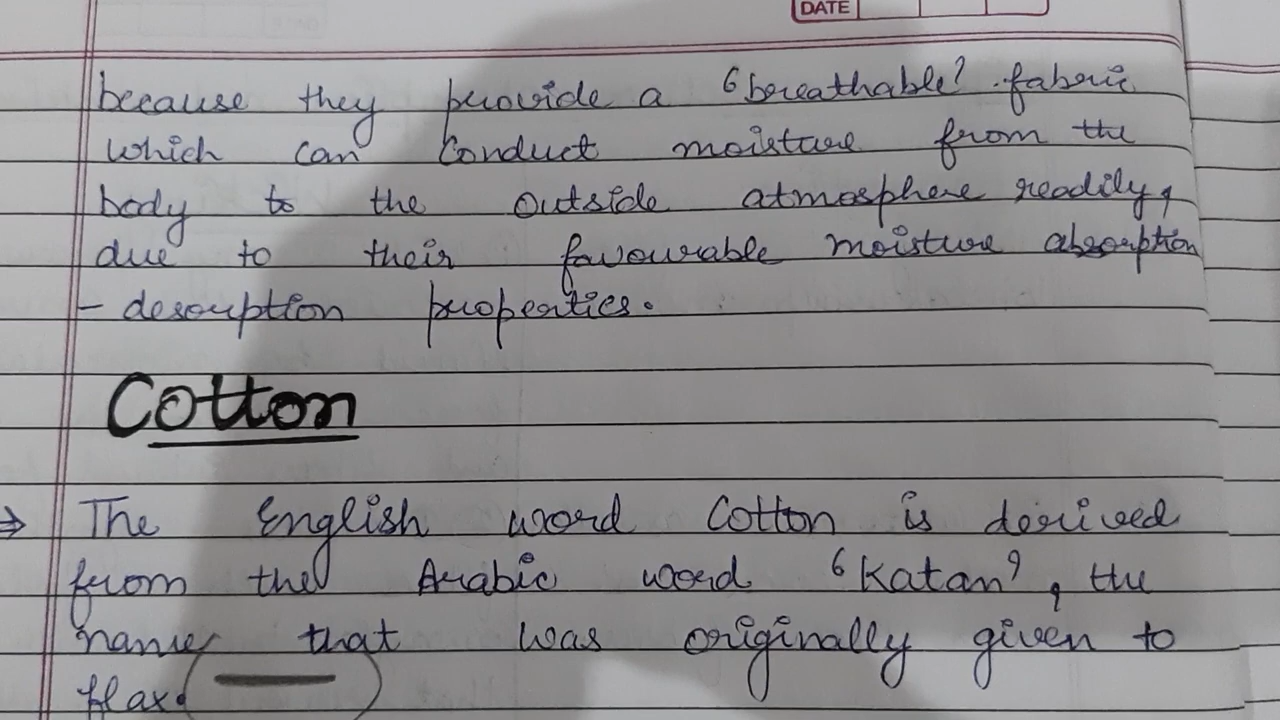 DATE
because they provide a 'breathable' fabric
which can conduct moisture from the
body to the outside atmosphere readily,
due to their favourable moisture absorption
- desorption properties.
Cotton
⇒ The English word Cotton is derived
from the Arabic word 'Katan', the
name that was originally given to
flax.